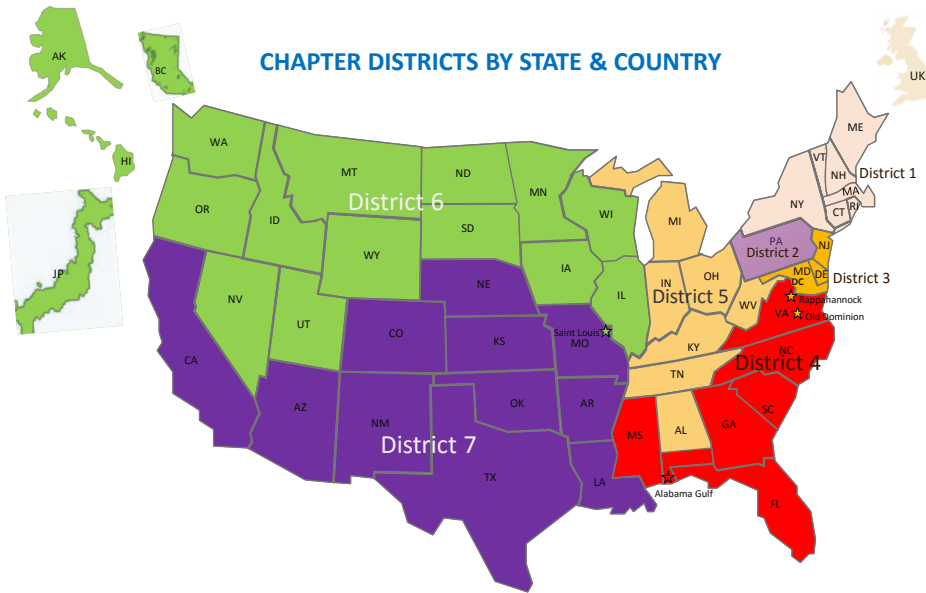 CHAPTER DISTRICTS BY STATE & COUNTRY
AK
BC
UK
HI
JP
WA
OR
ID
MT
ND
SD
WY
MN
WI
IA
IL
NV
UT
District 6
CA
AZ
CO
NM
NE
KS
OK
TX
MO
Saint Louis
AR
LA
District 7
MI
IN
OH
WV
KY
TN
AL
District 5
ME
VT
NH
MA
RI
CT
NY
District 1
PA
District 2
NJ
MD
DE
DC
District 3
Rappahannock
VA
Old Dominion
NC
District 4
SC
GA
MS
FL
Alabama Gulf